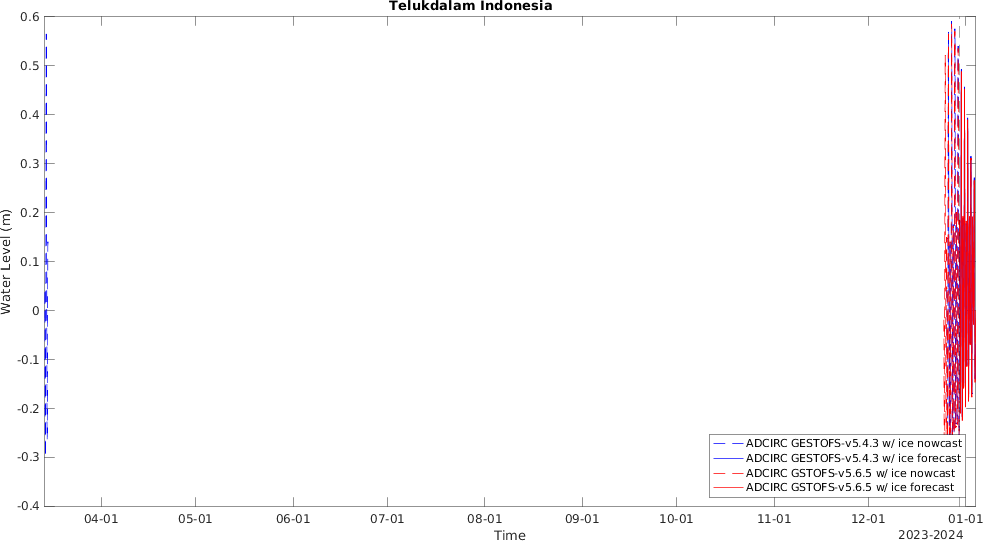 Telukdalam Indonesia
0.6
0.5
0.4
0.3
0.2
0.1
0
-0.1
-0.2
-0.3
-0.4
Water Level (m)
ADCIRC GESTOFS-v5.4.3 w/ ice nowcast
ADCIRC GESTOFS-v5.4.3 w/ ice forecast
ADCIRC GSTOFS-v5.6.5 w/ ice nowcast
ADCIRC GSTOFS-v5.6.5 w/ ice forecast
04-01 05-01 06-01 07-01 08-01 09-01 10-01 11-01 12-01 01-01
Time
2023-2024